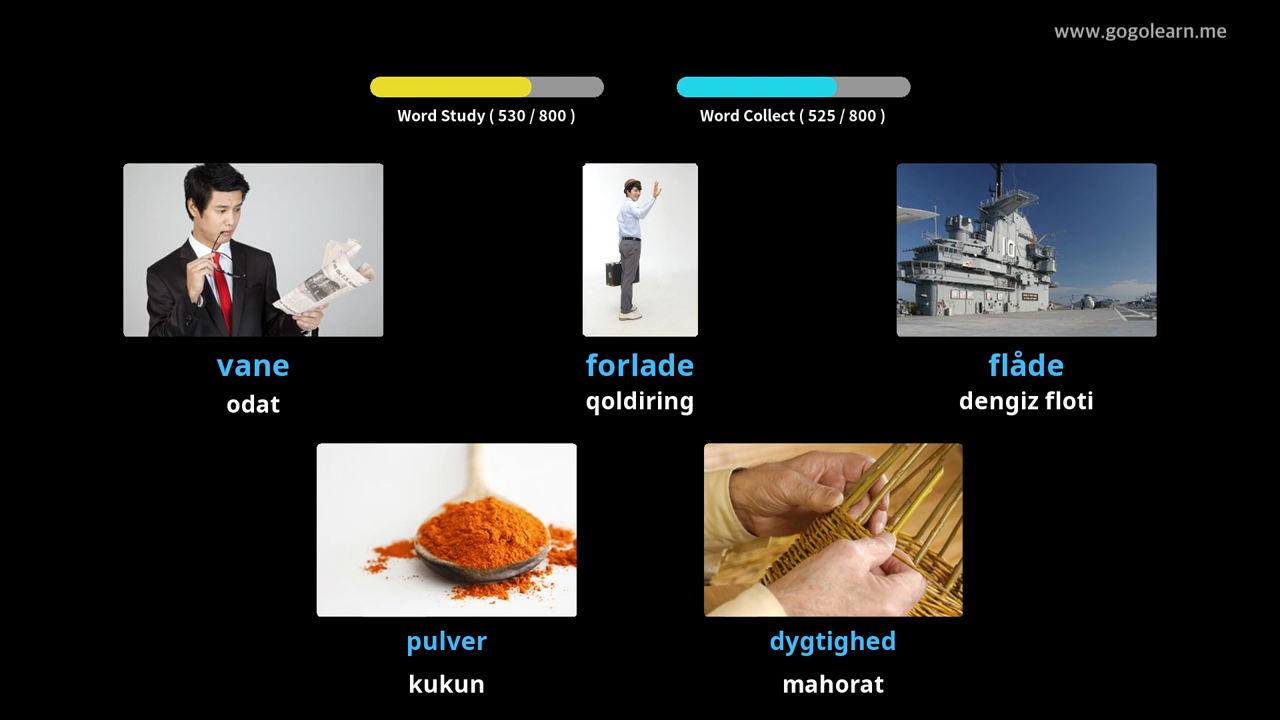 www.gogolearn.me
Word Study ( 530 / 800 )
Word Collect ( 525 / 800 )
vane
odat
forlade
qoldiring
flåde
dengiz floti
pulver
kukun
dygtighed
mahorat